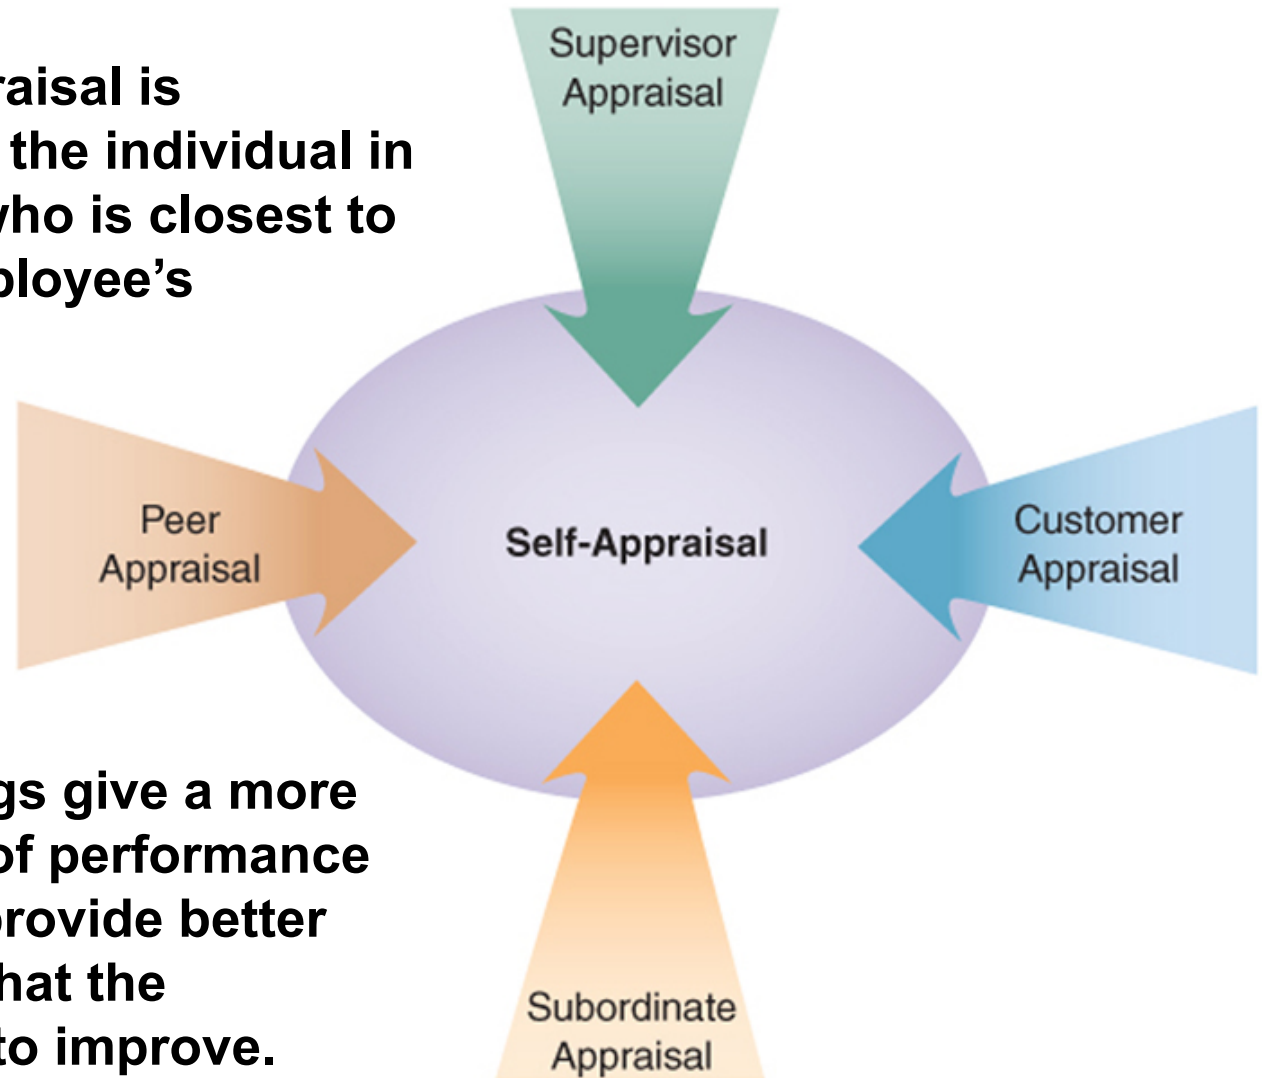 Supervisor
Appraisal
raisal is
the individual in
who is closest to
ployee’s
Peer
Appraisal
Self-Appraisal
Customer
Appraisal
gs give a more
of performance
provide better
hat the
to improve.
Subordinate
Appraisal